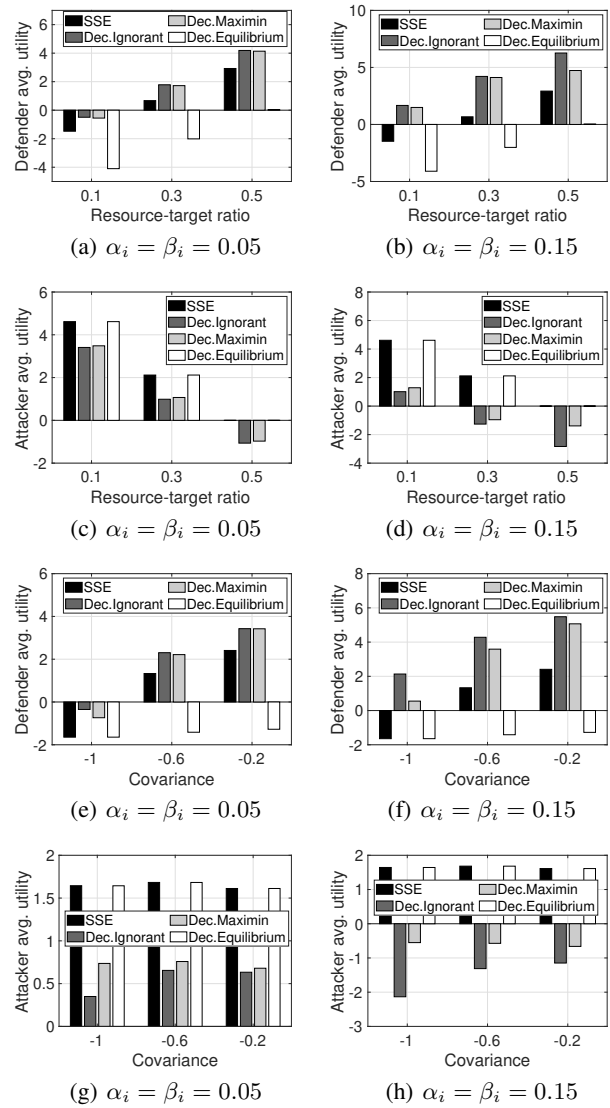 SSE Dec.Maximin
Dec.Ignorant Dec.Equilibrium
Defender avg. utility
6
4
2
0
-2
-4
0.1 0.3 0.5
Resource-target ratio
(a) αi = βi = 0.05
SSE Dec.Maximin
Dec.Ignorant Dec.Equilibrium
Defender avg. utility
10
5
0
-5
0.1 0.3 0.5
Resource-target ratio
(b) αi = βi = 0.15
SSE
Dec.Ignorant
Dec.Maximin
Dec.Equilibrium
Attacker avg. utility
6
4
2
0
-2
0.1 0.3 0.5
Resource-target ratio
(c) αi = βi = 0.05
SSE
Dec.Ignorant
Dec.Maximin
Dec.Equilibrium
Attacker avg. utility
8
6
4
2
0
-2
-4
0.1 0.3 0.5
Resource-target ratio
(d) αi = βi = 0.15
SSE Dec.Maximin
Dec.Ignorant Dec.Equilibrium
Defender avg. utility
6
4
2
0
-2
-1 -0.6 -0.2
Covariance
(e) αi = βi = 0.05
SSE Dec.Maximin
Dec.Ignorant Dec.Equilibrium
Defender avg. utility
8
6
4
2
0
-2
-1 -0.6 -0.2
Covariance
(f) αi = βi = 0.15
SSE Dec.Maximin
Dec.Ignorant Dec.Equilibrium
Attacker avg. utility
2
1.5
1
0.5
0
-1 -0.6 -0.2
Covariance
(g) αi = βi = 0.05
SSE Dec.Maximin
Dec.Ignorant Dec.Equilibrium
Attacker avg. utility
2
1
0
-1
-2
-3
-1 -0.6 -0.2
Covariance
(h) αi = βi = 0.15